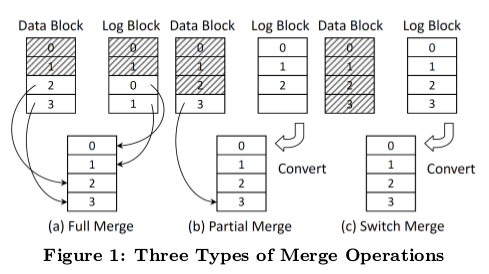 Data Block Log Block Data Block Log Block Data Block Log Block
0 0 0 0 0 0
1 1 1 1 1 1
2 0 2 2 2 2
3 1 3 3 3
0 0 0
1 Convert 1 Convert 1
2 2 2
3 3 3
(a) Full Merge (b) Partial Merge (c) Switch Merge
Figure 1: Three Types of Merge Operations